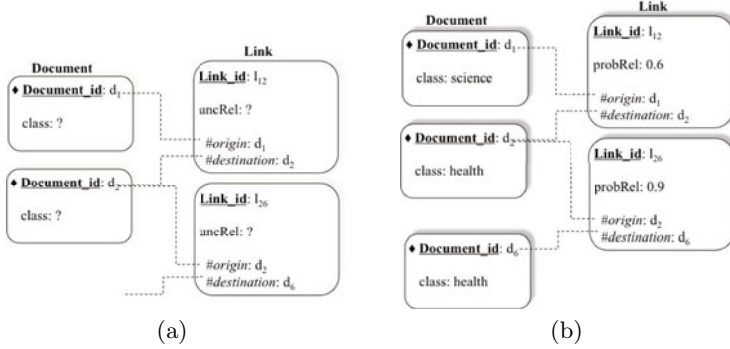 Document
♦ Document_id: d1
class: ?
♦ Document_id: d2
class: ?
Link
Link_id: l12
uncRel: ?
#origin: d1
#destination: d2
Link_id: l26
uncRel: ?
#origin: d2
#destination: d6
(a)
Document
♦ Document_id: d1
class: science
♦ Document_id: d2
class: health
♦ Document_id: d6
class: health
Link
Link_id: l12
probRel: 0.6
#origin: d1
#destination: d2
Link_id: l26
probRel: 0.9
#origin: d2
#destination: d6
(b)